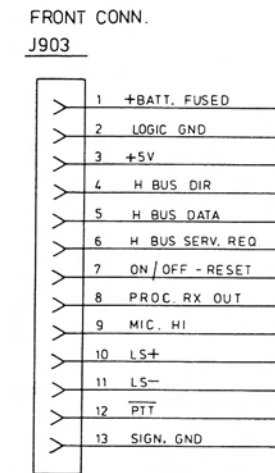 FRONT CONN.
J903
1 +BATT. FUSED
2 LOGIC GND
3 +5V
4 H BUS DIR
5 H BUS DATA
6 H BUS SERV. REQ
7 ON/OFF - RESET
8 PROC. RX OUT
9 MIC. HI
10 LS+
11 LS−
12 P̅T̅T̅
13 SIGN. GND